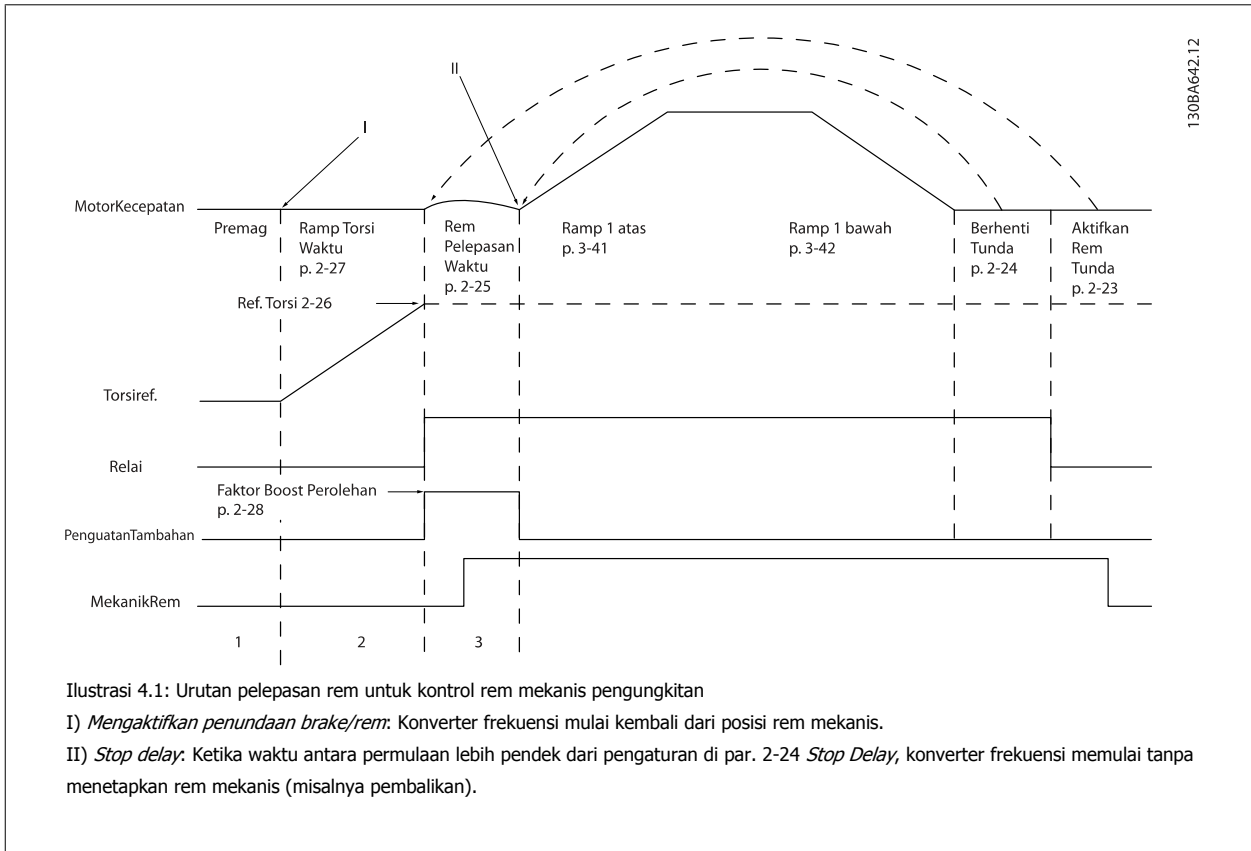 130BA642.12
II
I
MotorKecepatan
Premag
Ramp Torsi
Waktu
p. 2-27
Rem
Pelepasan
Waktu
p. 2-25
Ramp 1 atas
p. 3-41
Ramp 1 bawah
p. 3-42
Berhenti
Tunda
p. 2-24
Aktifkan
Rem
Tunda
p. 2-23
Ref. Torsi 2-26
Torsiref.
Relai
Faktor Boost Perolehan
p. 2-28
PenguatanTambahan
MekanikRem
1
2
3
Ilustrasi 4.1: Urutan pelepasan rem untuk kontrol rem mekanis pengungkitan
I) Mengaktifkan penundaan brake/rem: Konverter frekuensi mulai kembali dari posisi rem mekanis.
II) Stop delay: Ketika waktu antara permulaan lebih pendek dari pengaturan di par. 2-24 Stop Delay, konverter frekuensi memulai tanpa
menetapkan rem mekanis (misalnya pembalikan).